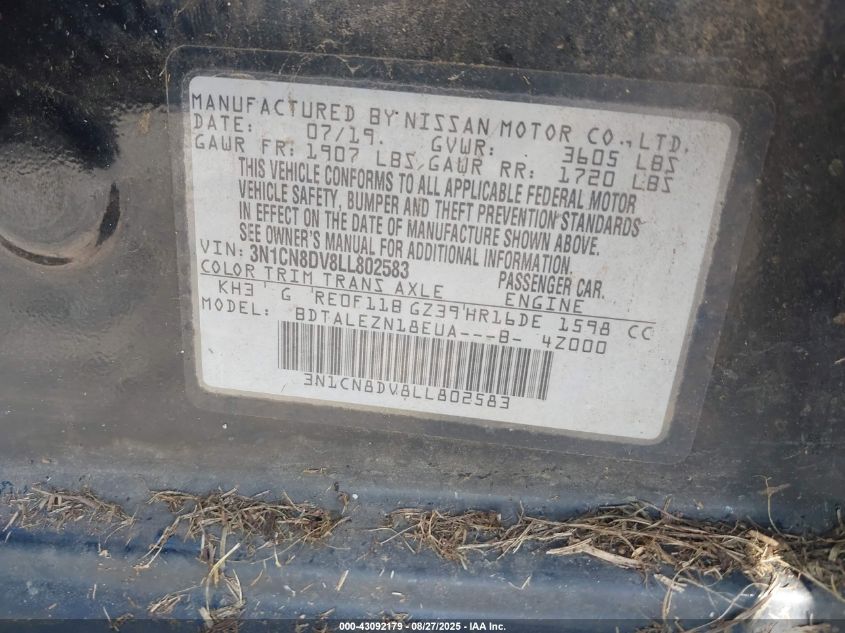 MANUFACTURED BY NISSAN MOTOR CO., LTD.
DATE: 07/19. GVWR: 3605 LBS
GAWR FR: 1907 LBS/GAWR RR: 1720 LBS
THIS VEHICLE CONFORMS TO ALL APPLICABLE FEDERAL MOTOR
VEHICLE SAFETY, BUMPER AND THEFT PREVENTION STANDARDS
IN EFFECT ON THE DATE OF MANUFACTURE SHOWN ABOVE.
SEE OWNER'S MANUAL FOR ADDITIONAL INFORMATION.
VIN: 3N1CN8DV8LL802583 PASSENGER CAR.
COLOR TRIM TRANS AXLE ENGINE
KH3 ' G 'RE0F11B GZ39'HR16DE 1598 CC
MODEL: BDTALEZN18EUA---B- 4Z000
3N1CN8DV8LL802583
000-43092179 - 08/27/2025 - IAA Inc.